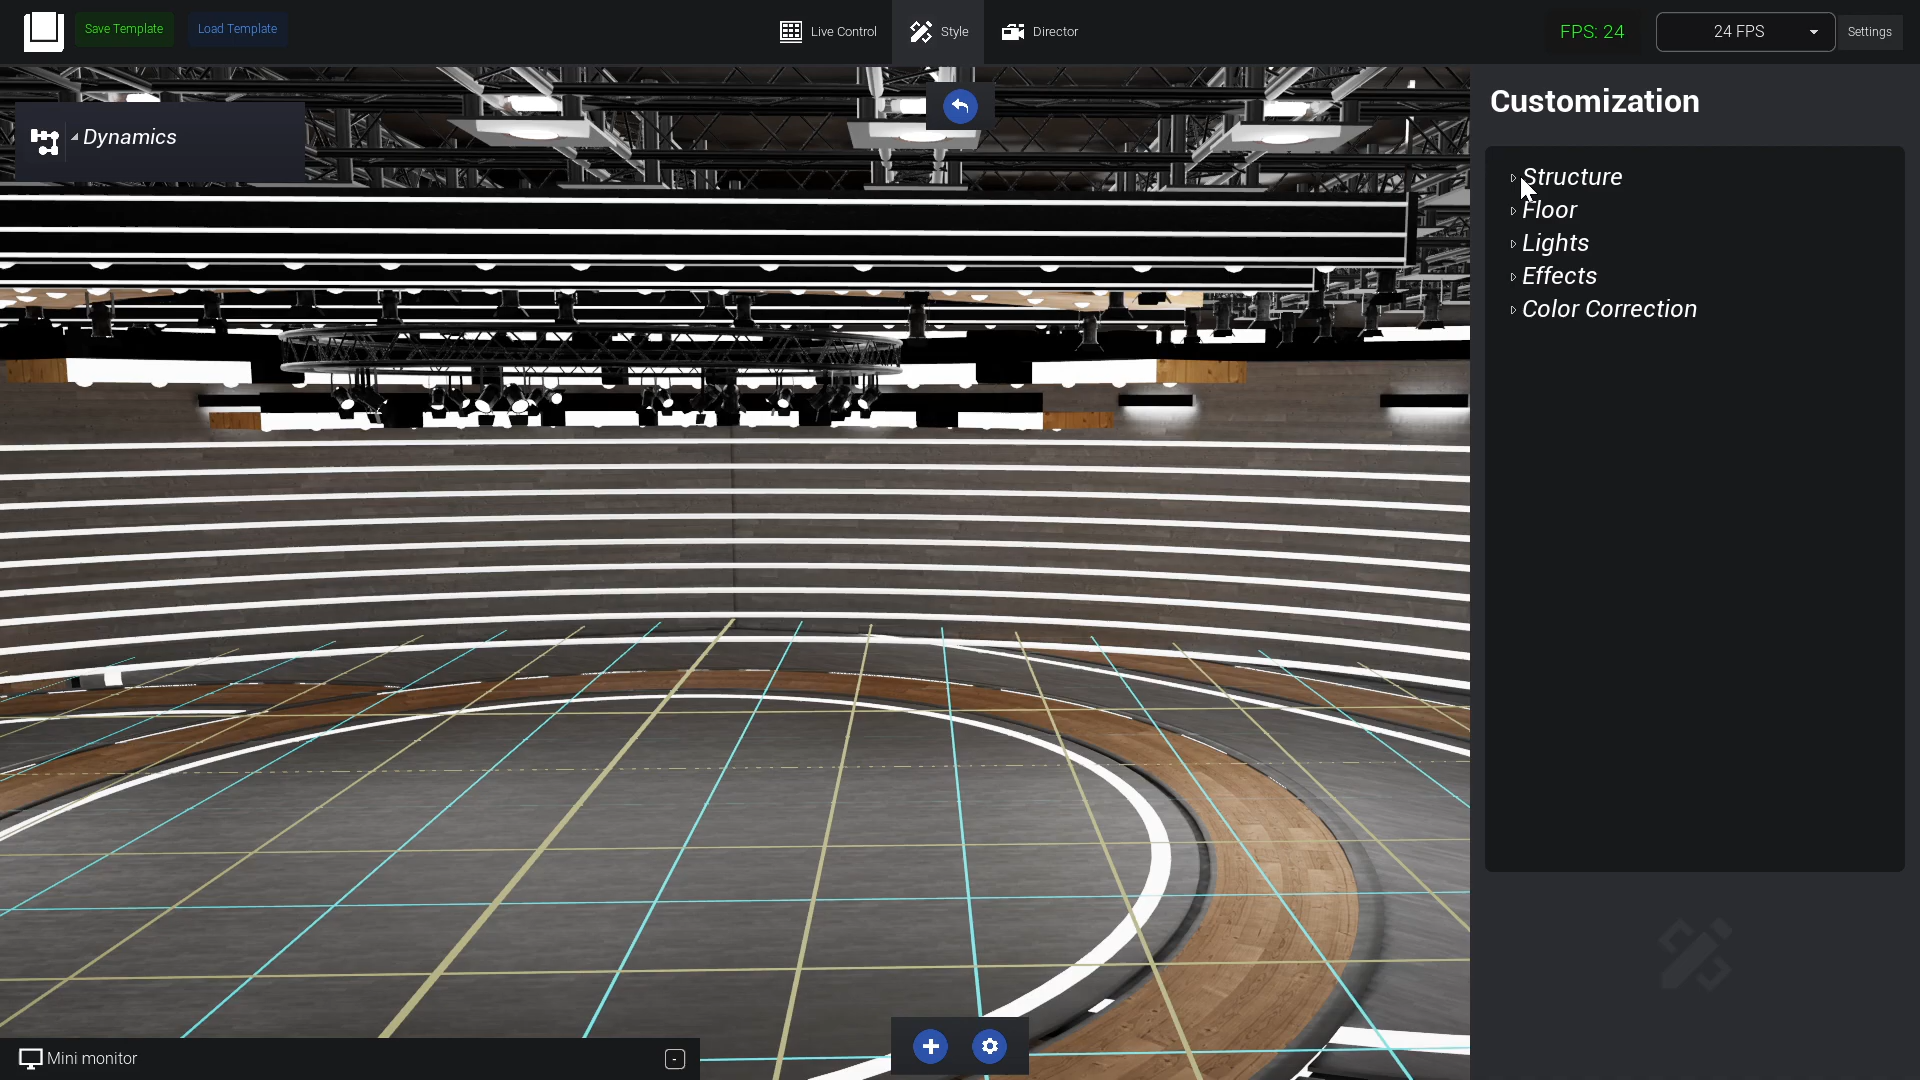 Save Template
Load Template
Live Control
Style
Director
FPS: 24
24 FPS
Settings
Customization
Dynamics
Structure
Floor
Lights
Effects
Color Correction
Mini monitor
-